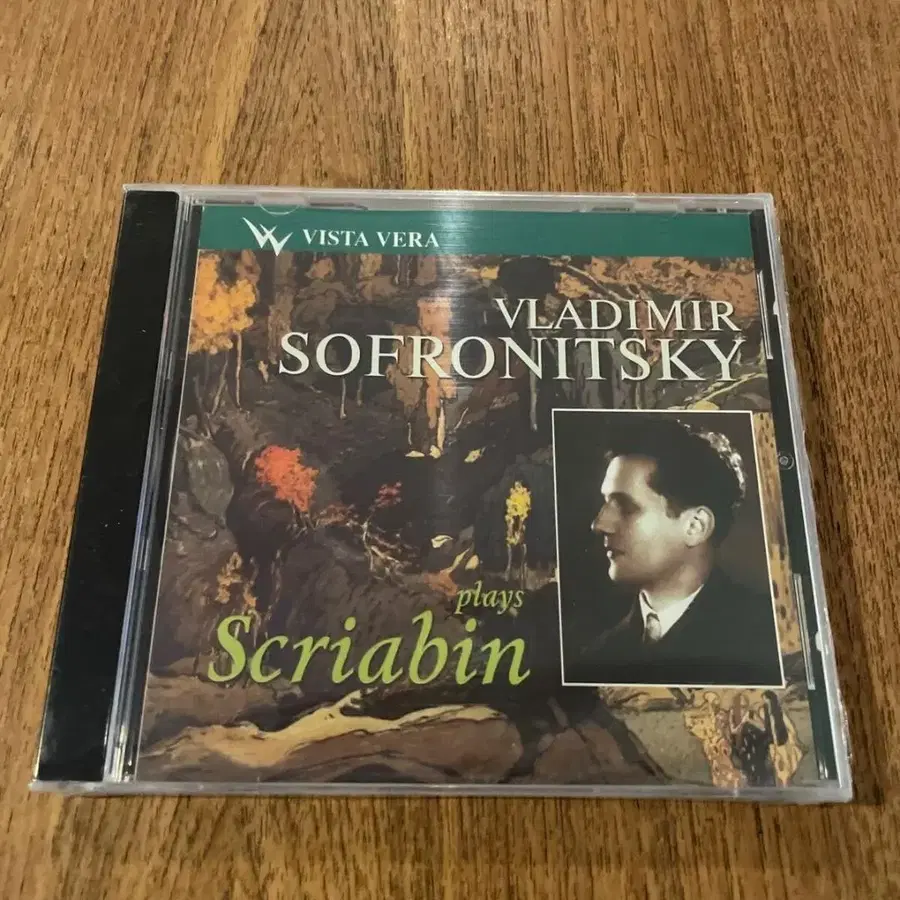 VISTA VERA
VLADIMIR
SOFRONITSKY
plays
Scriabin